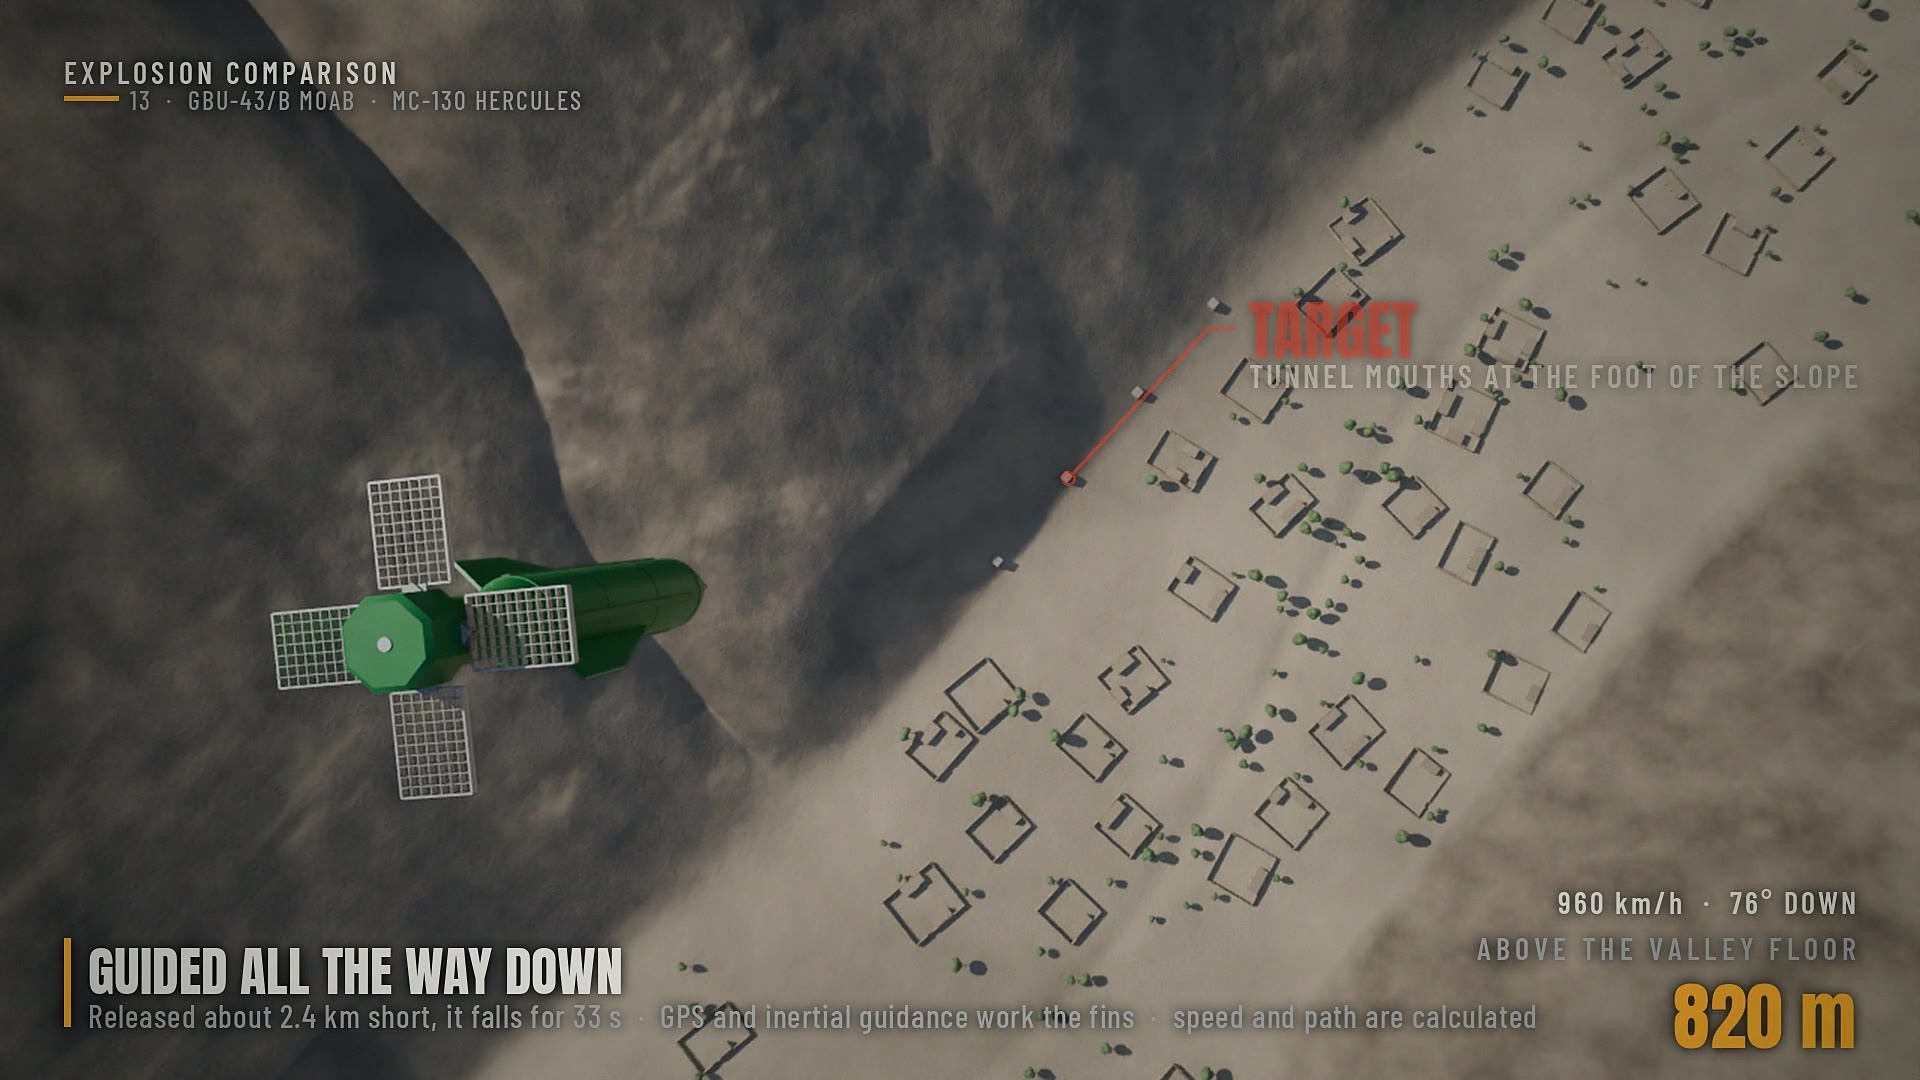 EXPLOSION COMPARISON
13 · GBU-43/B MOAB · MC-130 HERCULES
TARGET
TUNNEL MOUTHS AT THE FOOT OF THE SLOPE
960 km/h · 76° DOWN
ABOVE THE VALLEY FLOOR
820 m
GUIDED ALL THE WAY DOWN
Released about 2.4 km short, it falls for 33 s · GPS and inertial guidance work the fins · speed and path are calculated